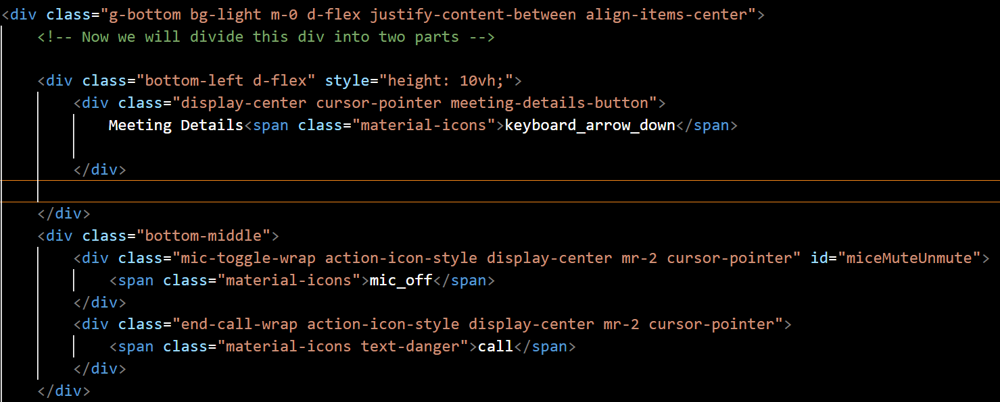 <div class="g-bottom bg-light m-0 d-flex justify-content-between align-items-center">
    <!-- Now we will divide this div into two parts -->

    <div class="bottom-left d-flex" style="height: 10vh;">
        <div class="display-center cursor-pointer meeting-details-button">
            Meeting Details<span class="material-icons">keyboard_arrow_down</span>

        </div>

    </div>
    <div class="bottom-middle">
        <div class="mic-toggle-wrap action-icon-style display-center mr-2 cursor-pointer" id="miceMuteUnmute">
            <span class="material-icons">mic_off</span>
        </div>
        <div class="end-call-wrap action-icon-style display-center mr-2 cursor-pointer">
            <span class="material-icons text-danger">call</span>
        </div>
    </div>